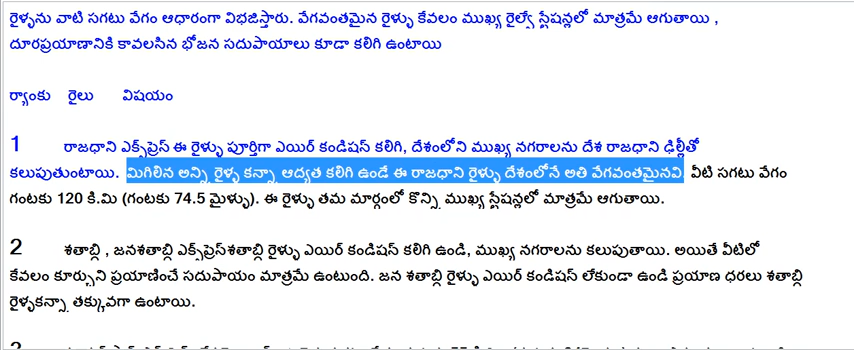 రైళ్ళను వాటి సగటు వేగం ఆధారంగా విభజిస్తారు. వేగవంతమైన రైళ్ళు కేవలం ముఖ్య రైల్వే స్టేషన్లలో మాత్రమే ఆగుతాయి ,
దూరప్రయాణానికి కావలసిన భోజన సదుపాయాలు కూడా కలిగి ఉంటాయి
ర్యాంకు రైలు విషయం
1 రాజధాని ఎక్స్‌ప్రెస్ ఈ రైళ్ళు పూర్తిగా ఎయిర్ కండిషన్ కలిగి, దేశంలోని ముఖ్య నగరాలను దేశ రాజధాని ఢిల్లీతో
కలుపుతుంటాయి. మిగిలిన అన్ని రైళ్ళ కన్నా ఆధ్యత కలిగి ఉండే ఈ రాజధాని రైళ్ళు దేశంలోనే అతి వేగవంతమైనవి. వీటి సగటు వేగం
గంటకు 120 కి.మి (గంటకు 74.5 మైళ్ళు). ఈ రైళ్ళు తమ మార్గంలో కొన్ని ముఖ్య స్టేషన్లలో మాత్రమే ఆగుతాయి.
2 శతాబ్ది , జనశతాబ్ది ఎక్స్‌ప్రెస్‌శతాబ్ది రైళ్ళు ఎయిర్ కండిషన్ కలిగి ఉండి, ముఖ్య నగరాలను కలుపుతాయి. అయితే వీటిలో
కేవలం కూర్చుని ప్రయాణించే సదుపాయం మాత్రమే ఉంటుంది. జన శతాబ్ది రైళ్ళు ఎయిర్ కండిషన్ లేకుండా ఉండి ప్రయాణ ధరలు శతాబ్ది
రైళ్ళకన్నా తక్కువగా ఉంటాయి.